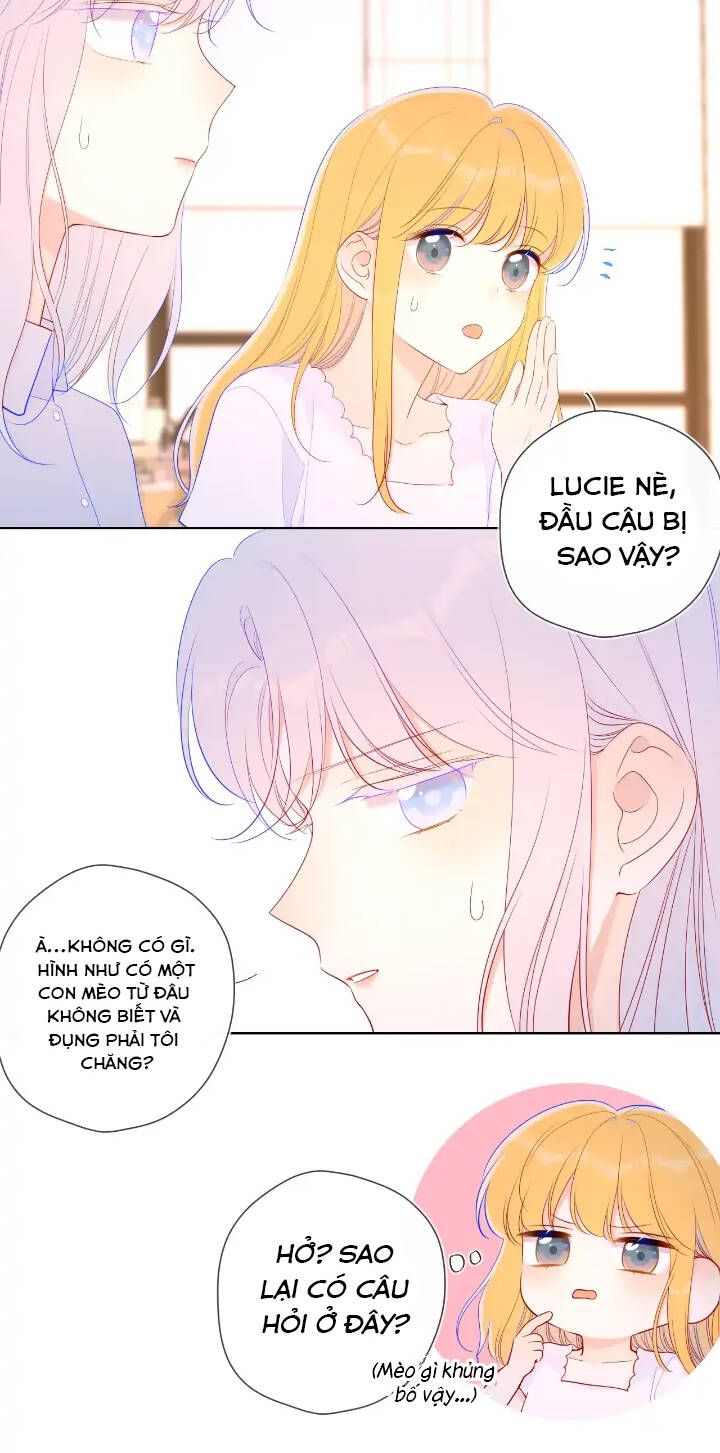 LUCIE NÈ,
ĐẦU CẬU BỊ
SAO VẬY?
À...KHÔNG CÓ GÌ.
HÌNH NHƯ CÓ MỘT
CON MÈO TỪ ĐÂU
KHÔNG BIẾT VÀ
ĐỤNG PHẢI TÔI
CHĂNG?
HỞ? SAO
LẠI CÓ CÂU
HỎI Ở ĐÂY?
(Mèo gì khủng
bố vậy...)